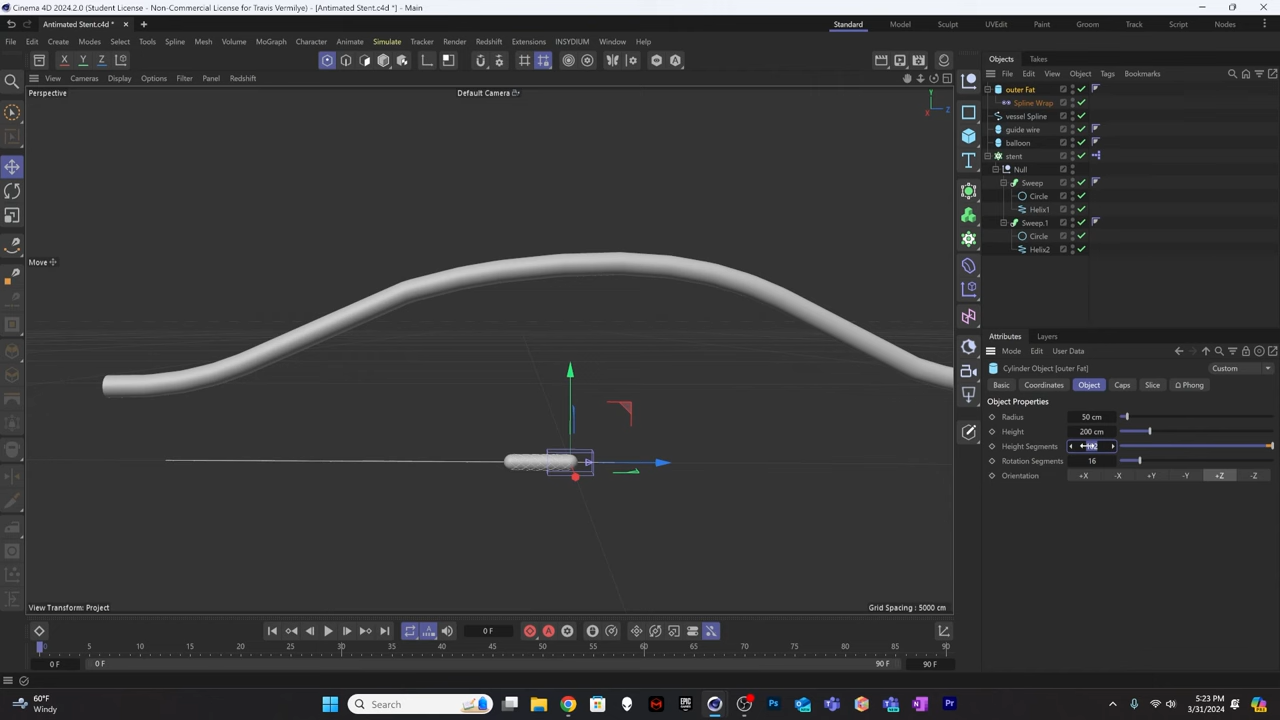 Cinema 4D 2024.2.0 (Student License - Non-Commercial License for Travis Vermilye) - [Antimated Stent.c4d *] - Main
Antimated Stent.c4d *
Standard Model Sculpt UVEdit Paint Groom Track Script Nodes
File Edit Create Modes Select Tools Spline Mesh Volume MoGraph Character Animate Simulate Tracker Render Redshift Extensions INSYDIUM Window Help
Objects Takes
File Edit View Object Tags Bookmarks
View Cameras Display Options Filter Panel Redshift
Perspective
Default Camera
Y
X
Z
outer Fat
Spline Wrap
vessel Spline
guide wire
balloon
stent
Null
Sweep
Circle
Helix1
Sweep.1
Circle
Helix2
Move
Attributes Layers
Mode Edit User Data
Cylinder Object [outer Fat]
Custom
Basic Coordinates Object Caps Slice Phong
Object Properties
Radius 50 cm
Height 200 cm
Height Segments
Rotation Segments 16
Orientation +X -X +Y -Y +Z -Z
View Transform: Project
Grid Spacing : 5000 cm
0 F
0 5 10 15 20 25 30 35 40 45 50 55 60 65 70 75 80 85 90
0 F 0 F 90 F 90 F
60°F
Windy
Search
5:23 PM
3/31/2024